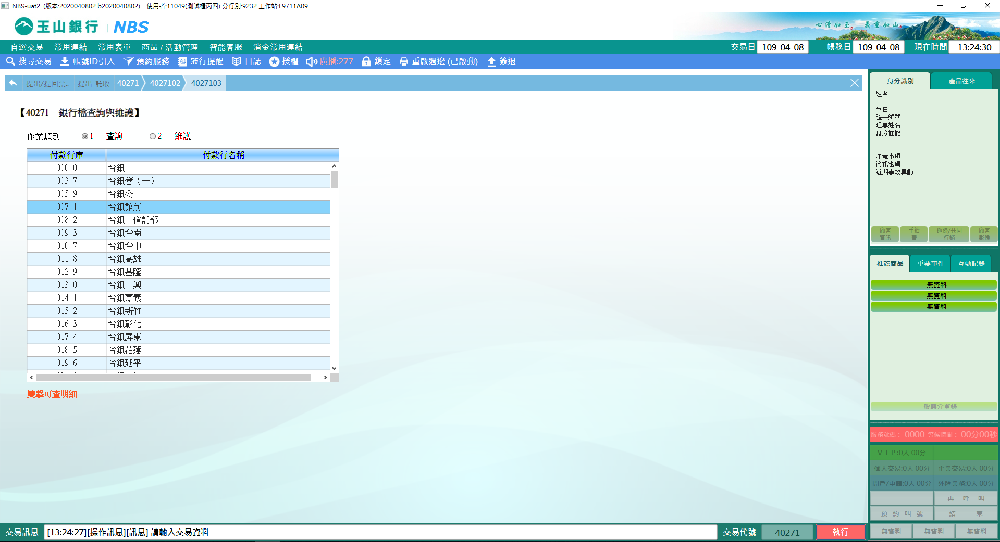 NBS-uat2 (版本:2020040802.b2020040802) 使用者:11049(測試櫃丙四) 分行別:9232 工作站:L9711A09
玉山銀行 | NBS
心清如玉 義重如山
自選交易 常用連結 常用表單 商品 / 活動管理 智能客服 消金常用連結 交易日 109-04-08 帳務日 109-04-08 現在時間 13:24:30
搜尋交易 帳號ID引入 預約服務 蒞行提醒 日誌 授權 廣播:277 鎖定 重啟週邊 (已啟動) 簽退
提出/提回票.. 提出-託收 40271 4027102 4027103
【40271 銀行檔查詢與維護】
作業類別 1 - 查詢 2 - 維護
付款行庫 付款行名稱
000-0 台銀
003-7 台銀營（一）
005-9 台銀公
007-1 台銀館前
008-2 台銀 信託部
009-3 台銀台南
010-7 台銀台中
011-8 台銀高雄
012-9 台銀基隆
013-0 台銀中興
014-1 台銀嘉義
015-2 台銀新竹
016-3 台銀彰化
017-4 台銀屏東
018-5 台銀花蓮
019-6 台銀延平
雙擊可查明細
身分識別 產品往來
姓名
生日
統一編號
理專姓名
身分註記
注意事項
簡訊密碼
近期事故異動
顧客資訊 手續費 通路/共同行銷 顧客影像
推薦商品 重要事件 互動記錄
無資料
無資料
無資料
一般轉介登錄
服務號碼： 0000 等候時間： 00分00秒
ＶＩＰ:0人 00分
個人交易:0人 00分 企業交易:0人 00分
開戶/申請:0人 00分 外匯業務:0人 00分
再 呼 叫
預 約 叫 號 結 束
無資料 無資料 無資料
交易訊息 [13:24:27][操作訊息][訊息] 請輸入交易資料 交易代號 40271 執行